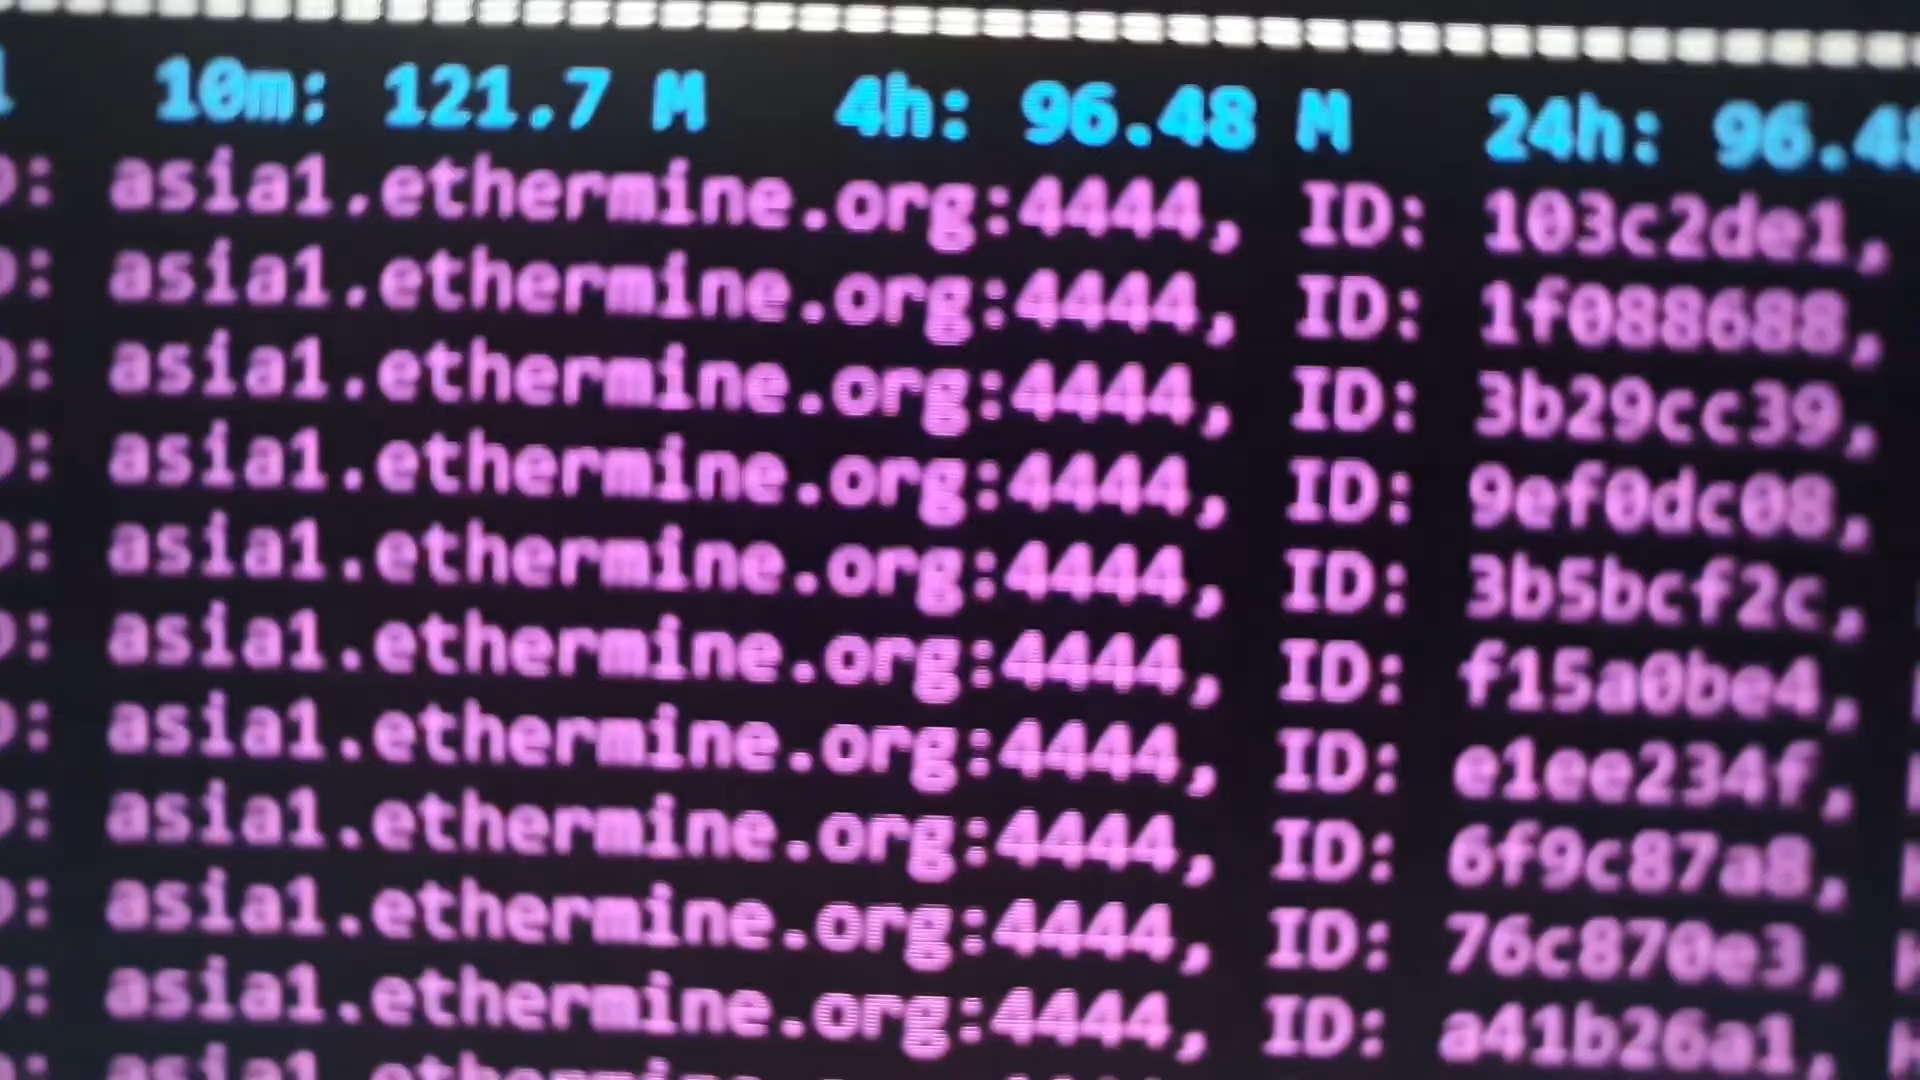 10m: 121.7 M 4h: 96.48 M 24h: 96.48
asia1.ethermine.org:4444, ID: 103c2de1,
asia1.ethermine.org:4444, ID: 1f088688,
asia1.ethermine.org:4444, ID: 3b29cc39,
asia1.ethermine.org:4444, ID: 9ef0dc08,
asia1.ethermine.org:4444, ID: 3b5bcf2c,
asia1.ethermine.org:4444, ID: f15a0be4,
asia1.ethermine.org:4444, ID: e1ee234f,
asia1.ethermine.org:4444, ID: 6f9c87a8,
asia1.ethermine.org:4444, ID: 76c870e3,
asia1.ethermine.org:4444, ID: a41b26a1,